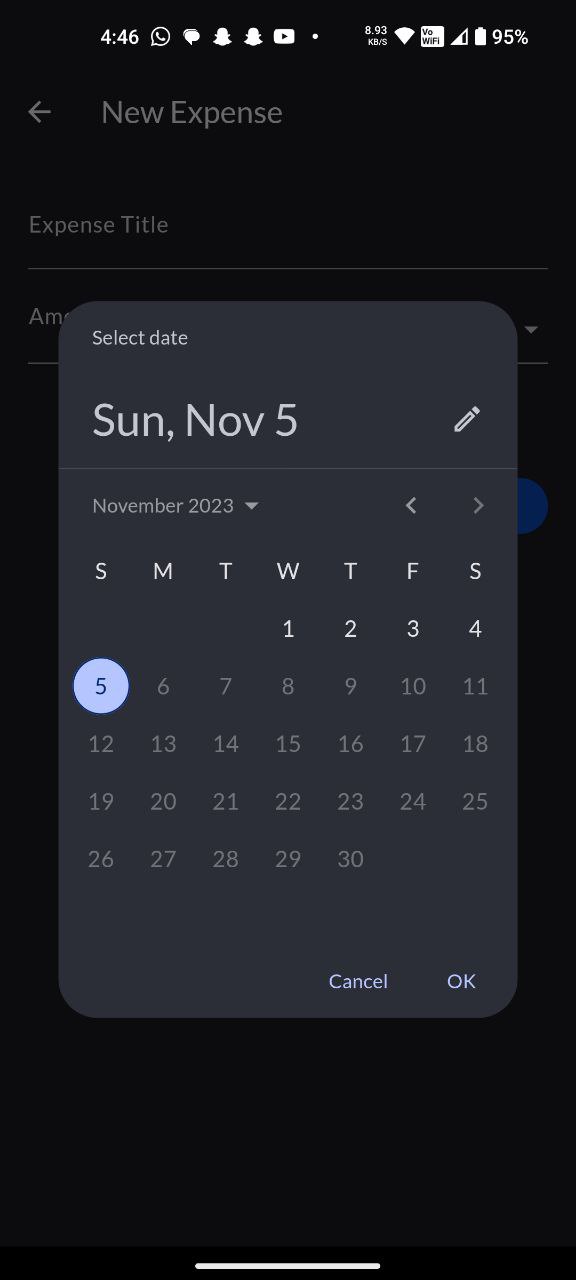 4:46 8.93 KB/S Vo WiFi 95%
New Expense
Expense Title
Am
Select date
Sun, Nov 5
November 2023
S M T W T F S
1 2 3 4
5 6 7 8 9 10 11
12 13 14 15 16 17 18
19 20 21 22 23 24 25
26 27 28 29 30
Cancel OK